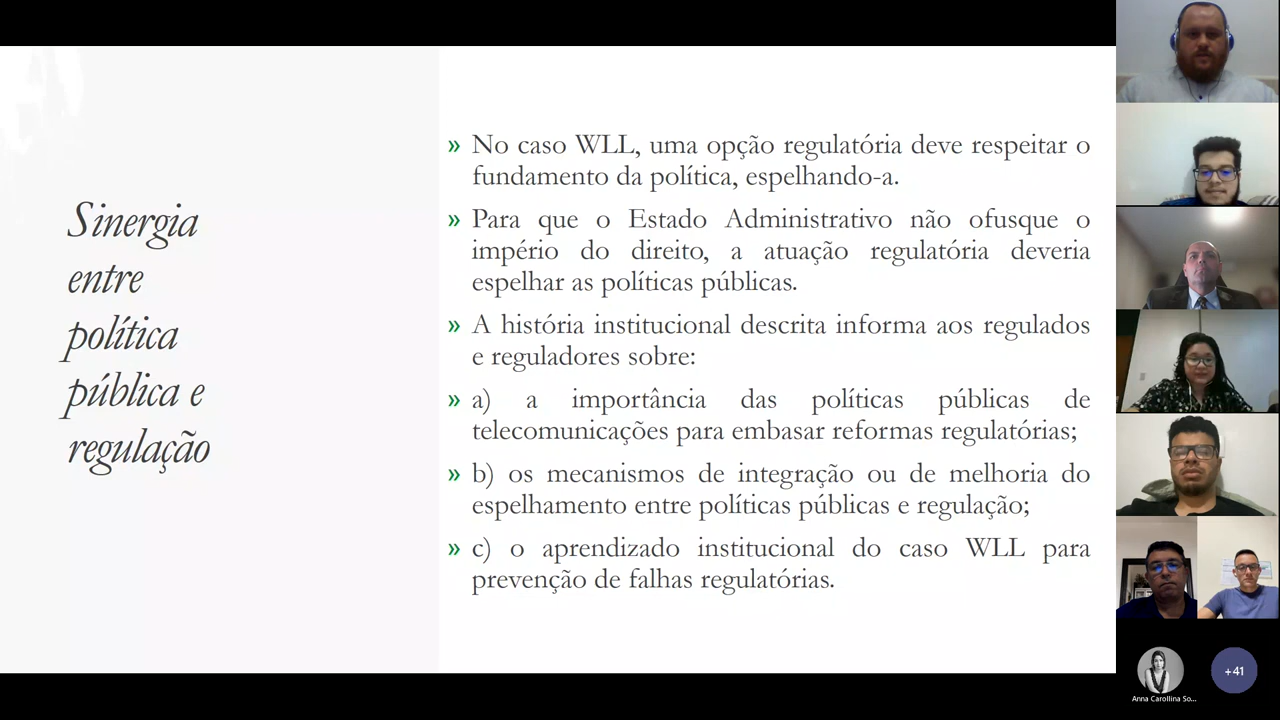 Sinergia
entre
política
pública e
regulação
» No caso WLL, uma opção regulatória deve respeitar o
fundamento da política, espelhando-a.
» Para que o Estado Administrativo não ofusque o
império do direito, a atuação regulatória deveria
espelhar as políticas públicas.
» A história institucional descrita informa aos regulados
e reguladores sobre:
» a) a importância das políticas públicas de
telecomunicações para embasar reformas regulatórias;
» b) os mecanismos de integração ou de melhoria do
espelhamento entre políticas públicas e regulação;
» c) o aprendizado institucional do caso WLL para
prevenção de falhas regulatórias.
Anna Carollina So...
+41